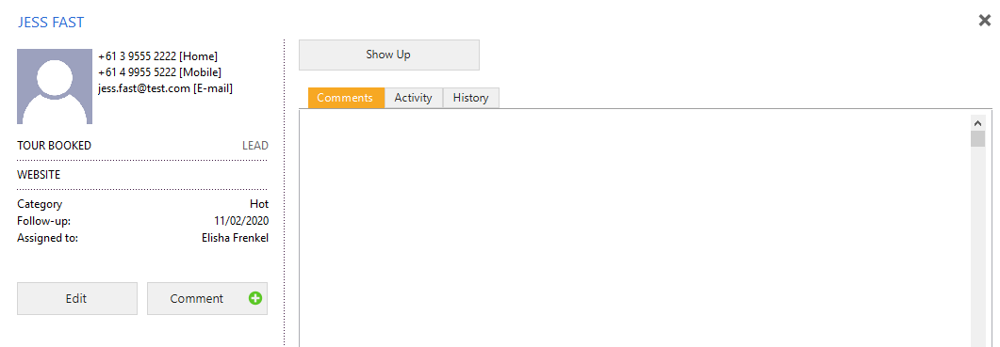 JESS FAST
+61 3 9555 2222 [Home]
+61 4 9955 5222 [Mobile]
jess.fast@test.com [E-mail]
TOUR BOOKED LEAD
WEBSITE
Category Hot
Follow-up: 11/02/2020
Assigned to: Elisha Frenkel
Edit Comment
Show Up
Comments Activity History